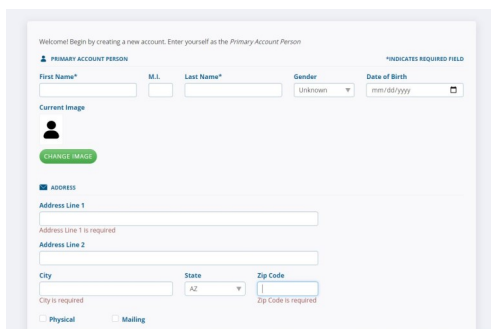 Welcome! Begin by creating a new account. Enter yourself as the Primary Account Person
PRIMARY ACCOUNT PERSON *INDICATES REQUIRED FIELD
First Name* M.I. Last Name* Gender Date of Birth
Unknown mm/dd/yyyy
Current Image
CHANGE IMAGE
ADDRESS
Address Line 1
Address Line 1 is required
Address Line 2
City State Zip Code
AZ
City is required Zip Code is required
Physical Mailing